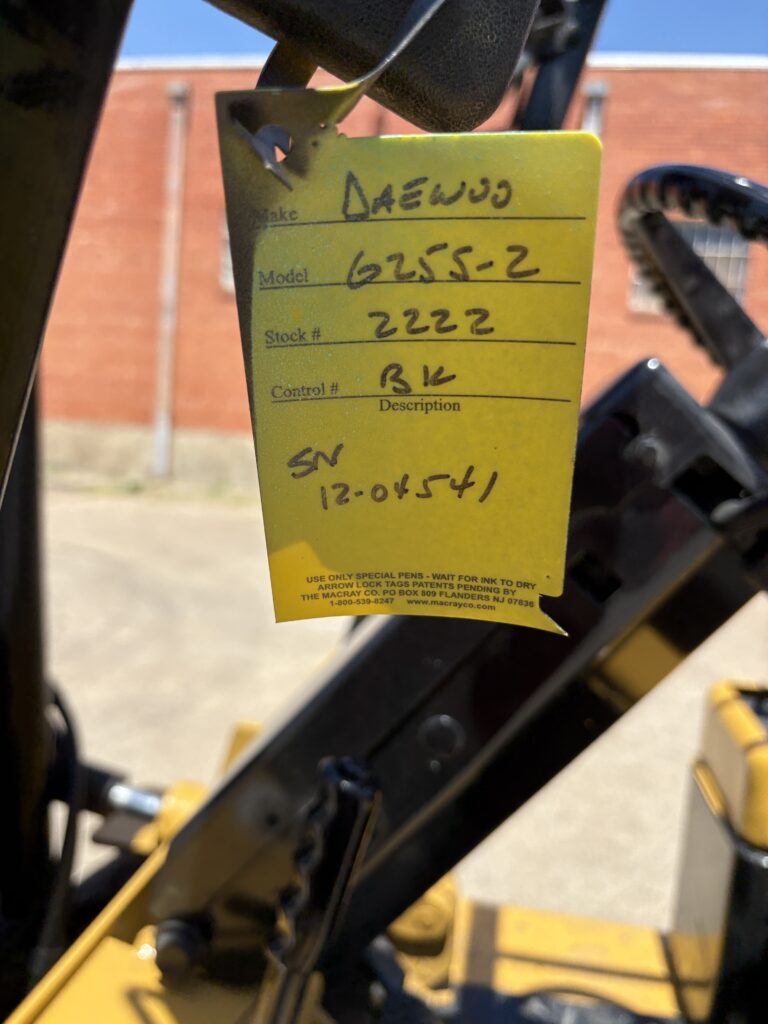 Make DAEWOO
Model G25S-2
Stock # 2222
Control # BK
Description
SN
12-04541
USE ONLY SPECIAL PENS - WAIT FOR INK TO DRY
ARROW LOCK TAGS PATENTS PENDING BY
THE MACRAY CO. PO BOX 809 FLANDERS NJ 07836
1-800-539-8247 www.macrayco.com